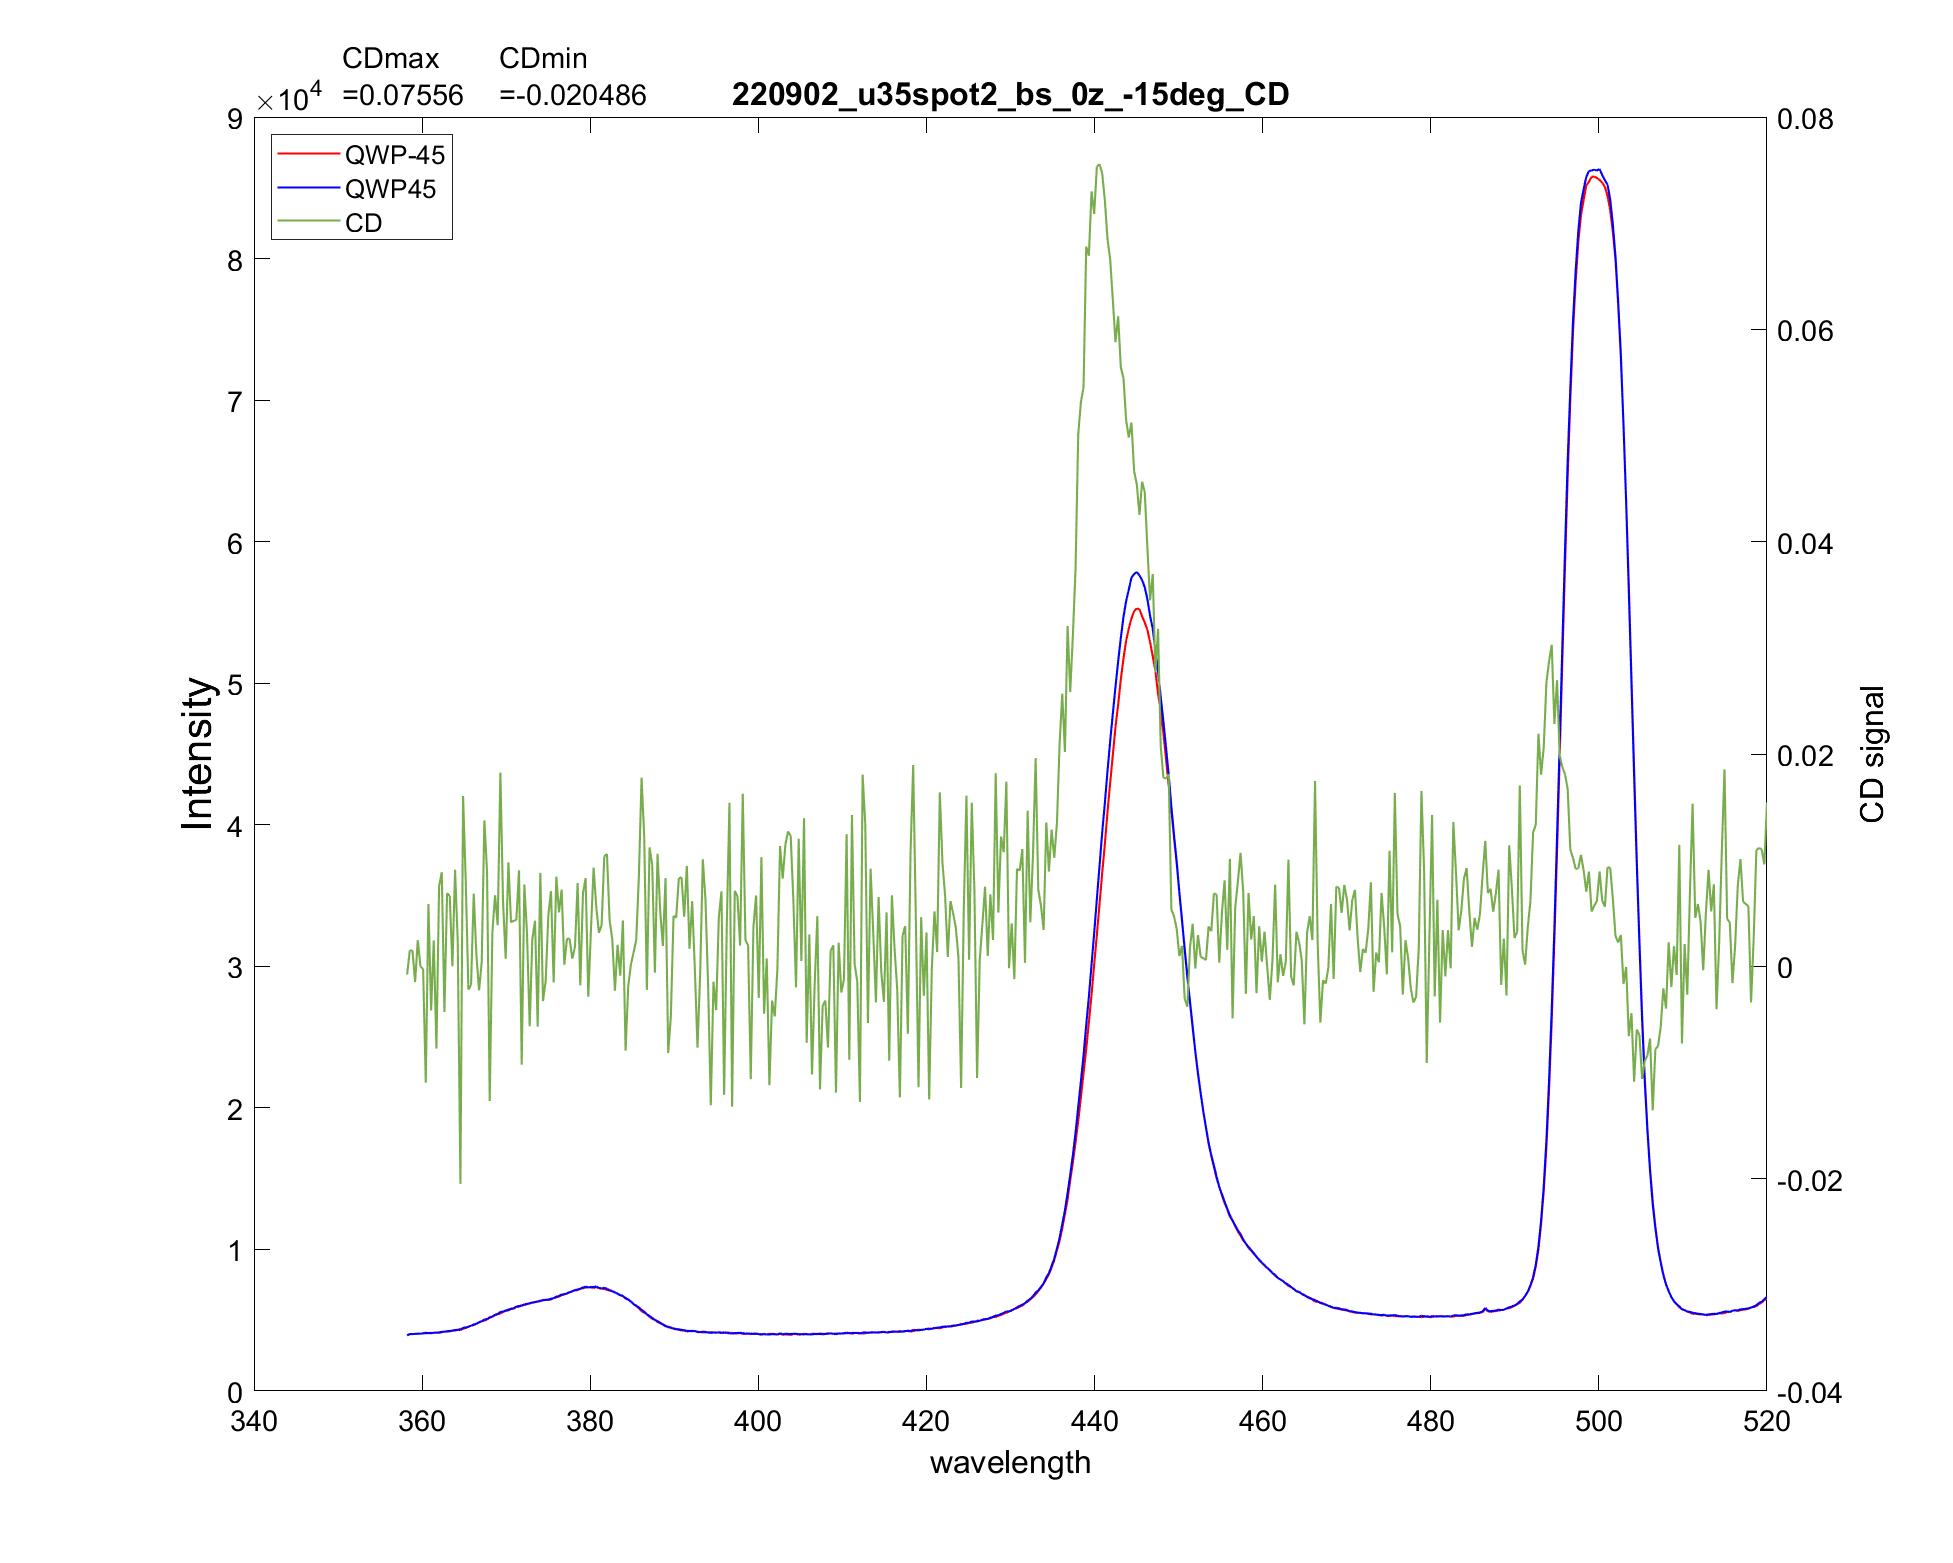 CDmax CDmin
×10⁴ =0.07556 =-0.020486 220902_u35spot2_bs_0z_-15deg_CD
QWP-45
QWP45
CD
9
8
7
6
5
4
3
2
1
0
Intensity
340 360 380 400 420 440 460 480 500 520
wavelength
0.08
0.06
0.04
0.02
0
-0.02
-0.04
CD signal